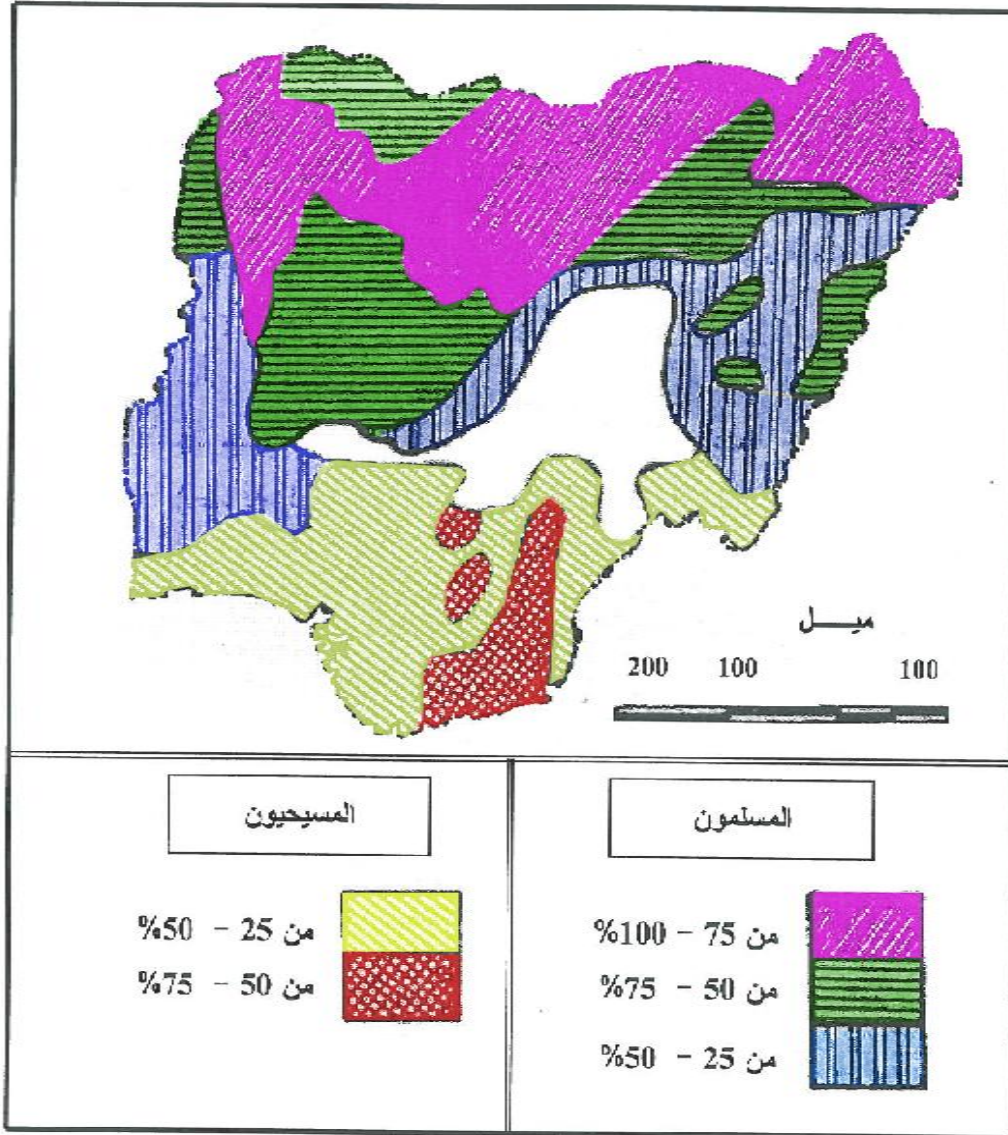 ميـــل
200 100 100
المسلمون
من 75 - 100%
من 50 - 75%
من 25 - 50%
المسيحيون
من 25 - 50%
من 50 - 75%